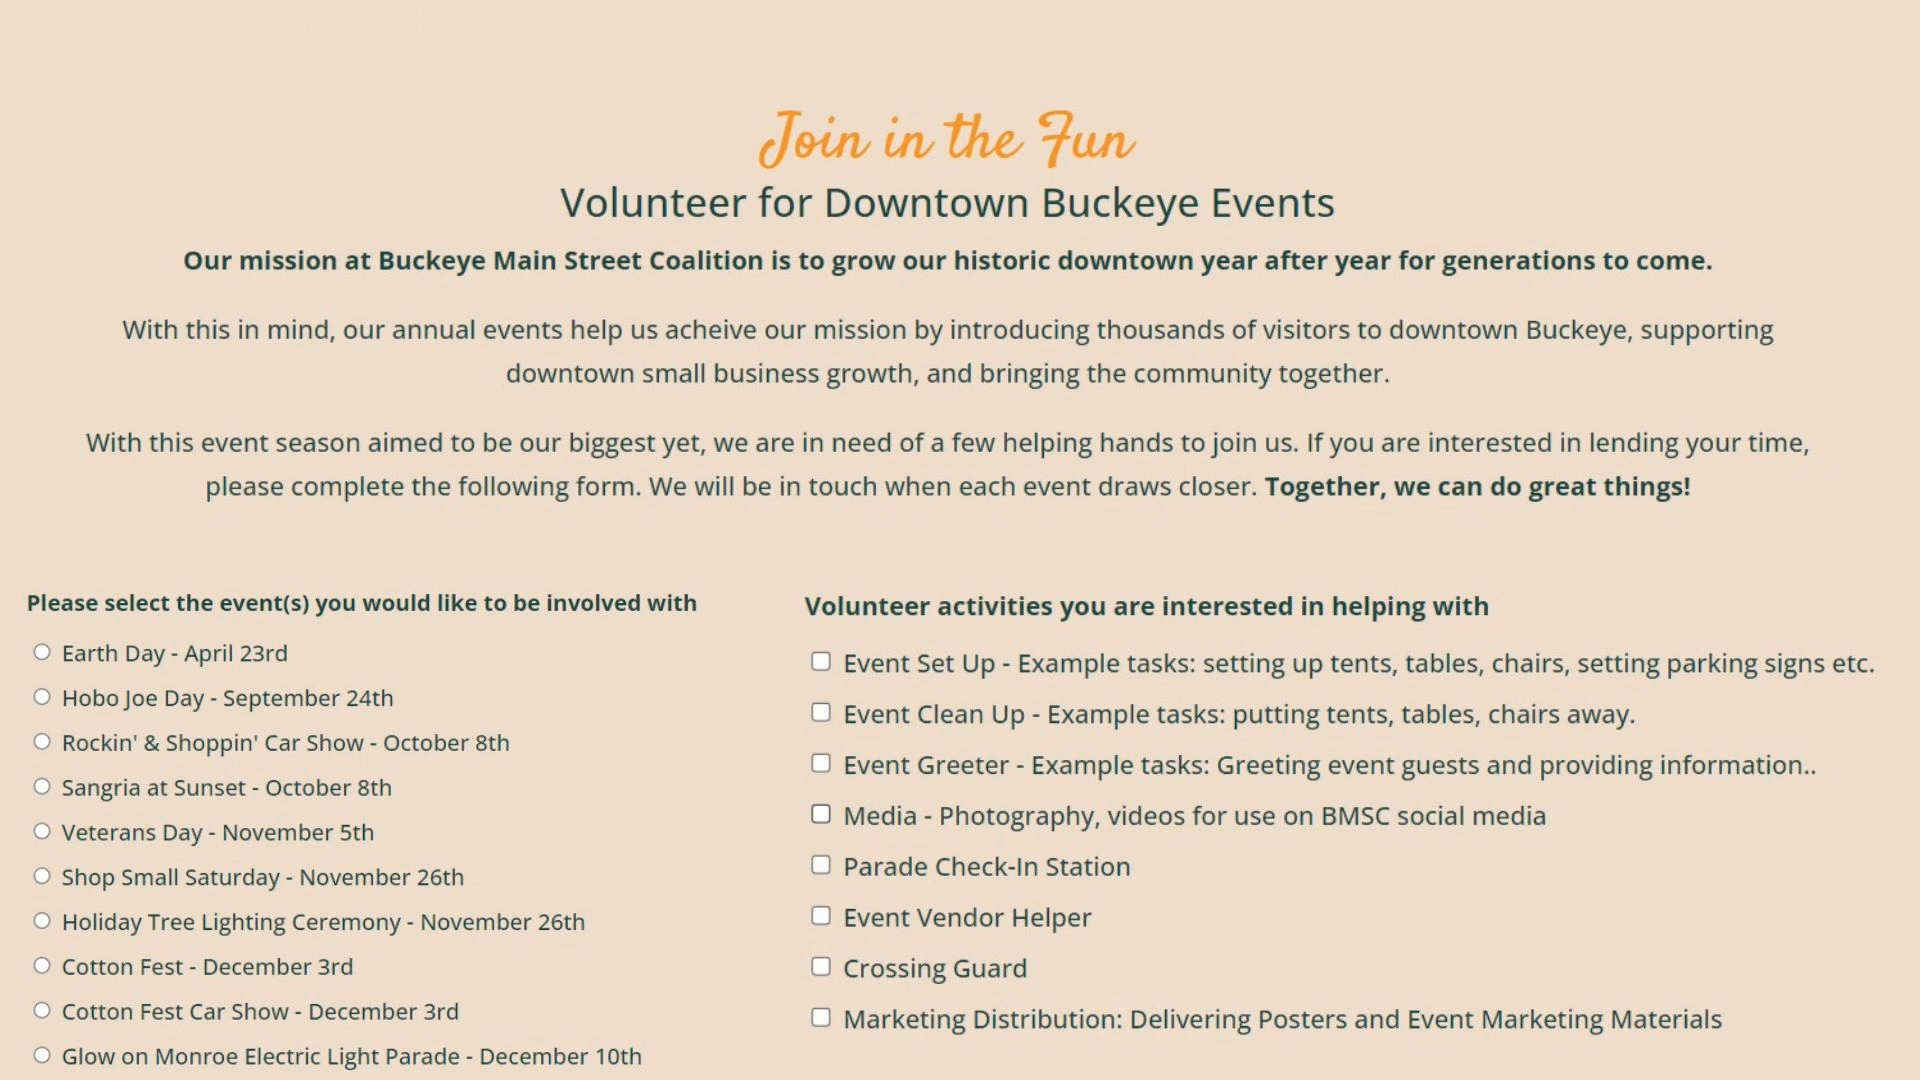 Join in the Fun
Volunteer for Downtown Buckeye Events
Our mission at Buckeye Main Street Coalition is to grow our historic downtown year after year for generations to come.
With this in mind, our annual events help us acheive our mission by introducing thousands of visitors to downtown Buckeye, supporting
downtown small business growth, and bringing the community together.
With this event season aimed to be our biggest yet, we are in need of a few helping hands to join us. If you are interested in lending your time,
please complete the following form. We will be in touch when each event draws closer. Together, we can do great things!
Please select the event(s) you would like to be involved with
Earth Day - April 23rd
Hobo Joe Day - September 24th
Rockin' & Shoppin' Car Show - October 8th
Sangria at Sunset - October 8th
Veterans Day - November 5th
Shop Small Saturday - November 26th
Holiday Tree Lighting Ceremony - November 26th
Cotton Fest - December 3rd
Cotton Fest Car Show - December 3rd
Glow on Monroe Electric Light Parade - December 10th
Volunteer activities you are interested in helping with
Event Set Up - Example tasks: setting up tents, tables, chairs, setting parking signs etc.
Event Clean Up - Example tasks: putting tents, tables, chairs away.
Event Greeter - Example tasks: Greeting event guests and providing information..
Media - Photography, videos for use on BMSC social media
Parade Check-In Station
Event Vendor Helper
Crossing Guard
Marketing Distribution: Delivering Posters and Event Marketing Materials